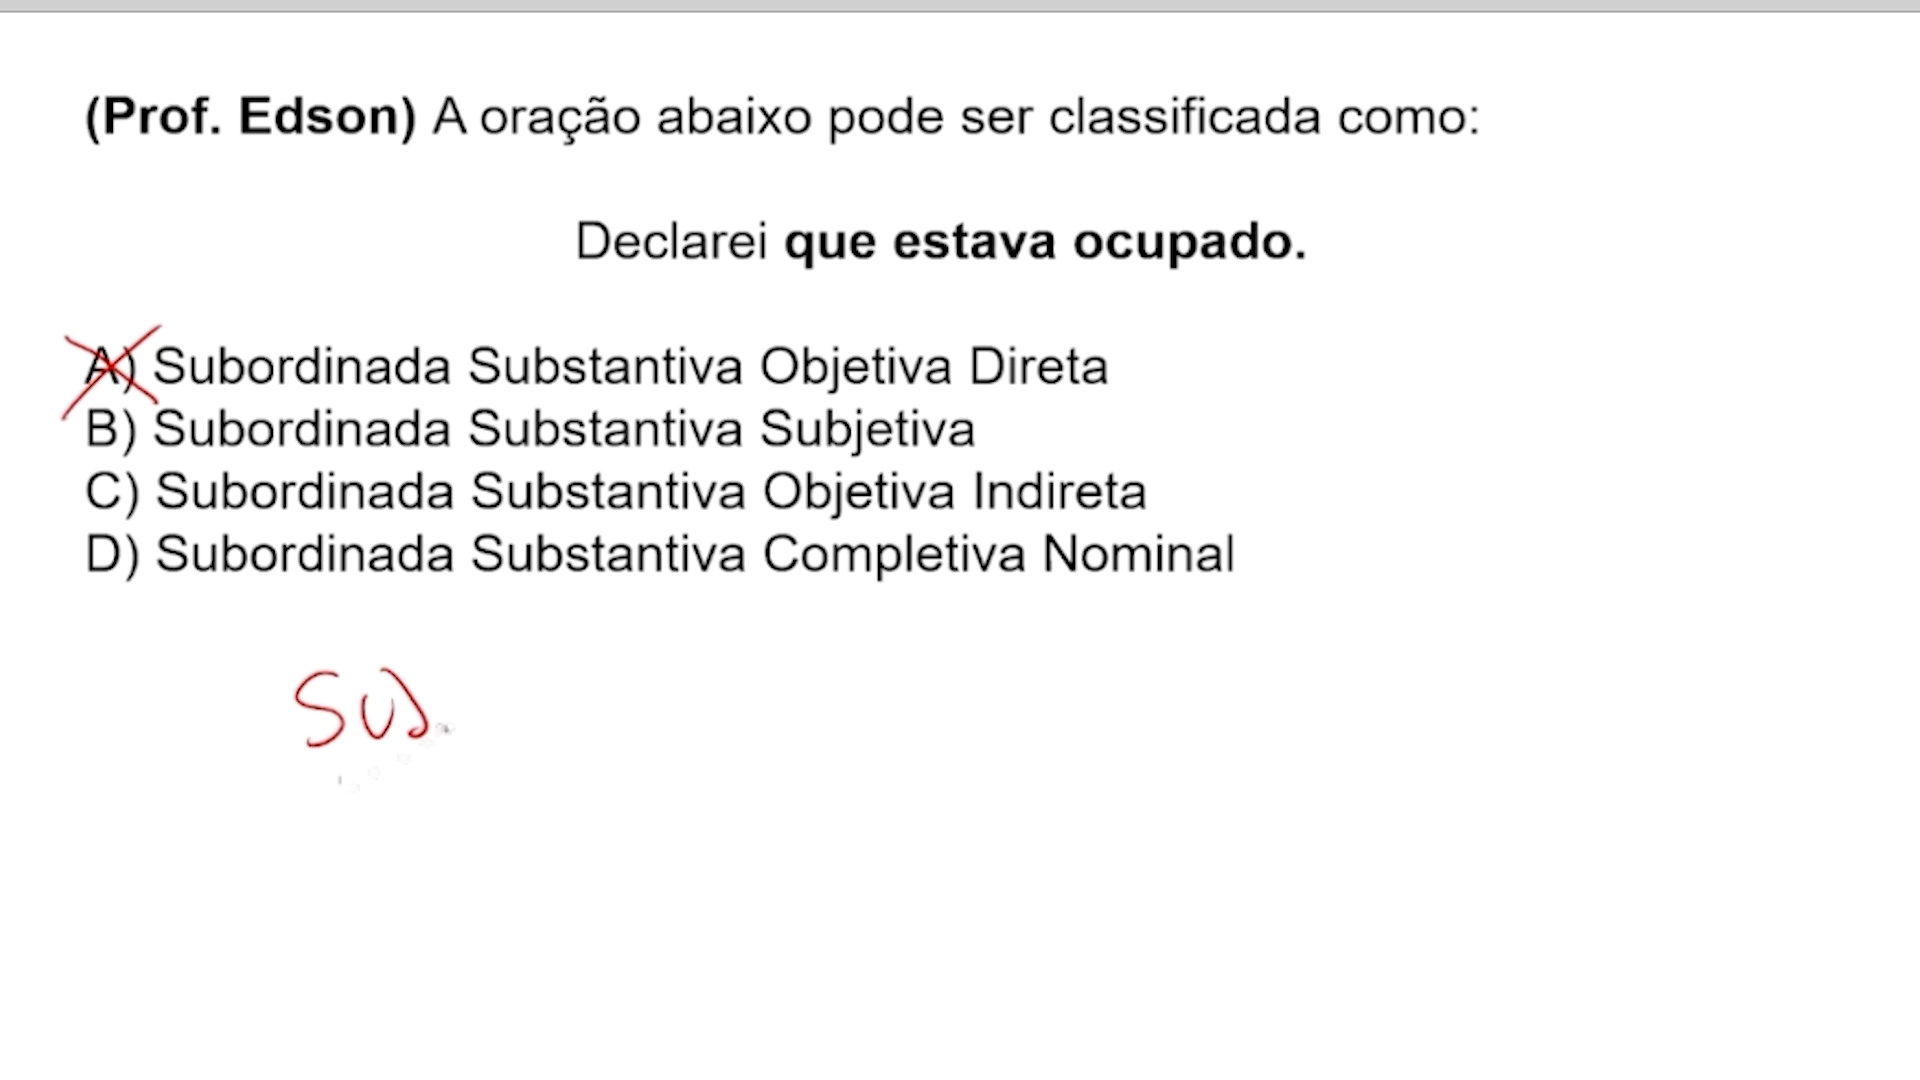 (Prof. Edson) A oração abaixo pode ser classificada como:
Declarei que estava ocupado.
A) Subordinada Substantiva Objetiva Direta
B) Subordinada Substantiva Subjetiva
C) Subordinada Substantiva Objetiva Indireta
D) Subordinada Substantiva Completiva Nominal